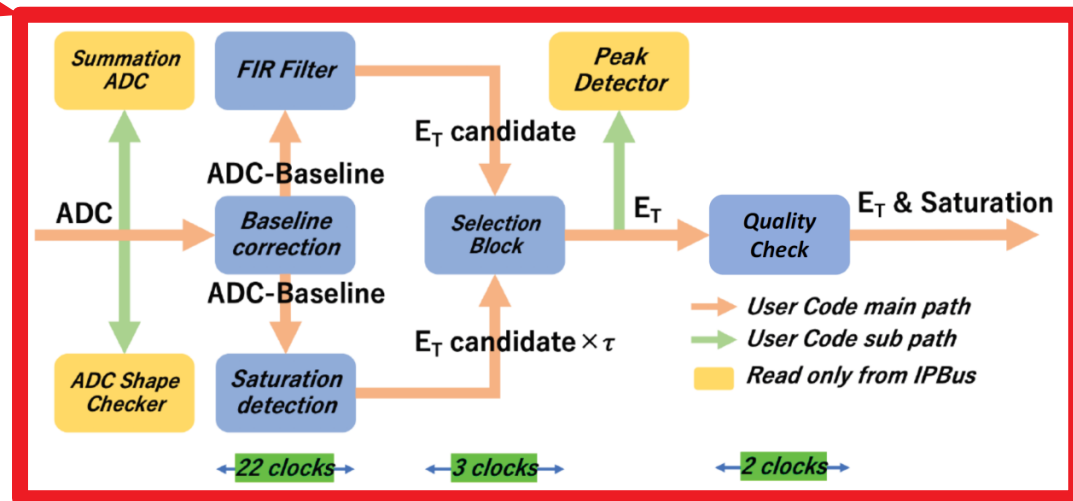 Summation
ADC
FIR Filter
Peak
Detector
E_T candidate
ADC-Baseline
ADC
Baseline
correction
Selection
Block
E_T
Quality
Check
E_T & Saturation
ADC-Baseline
User Code main path
E_T candidate×τ
User Code sub path
ADC Shape
Checker
Saturation
detection
Read only from IPBus
22 clocks
3 clocks
2 clocks